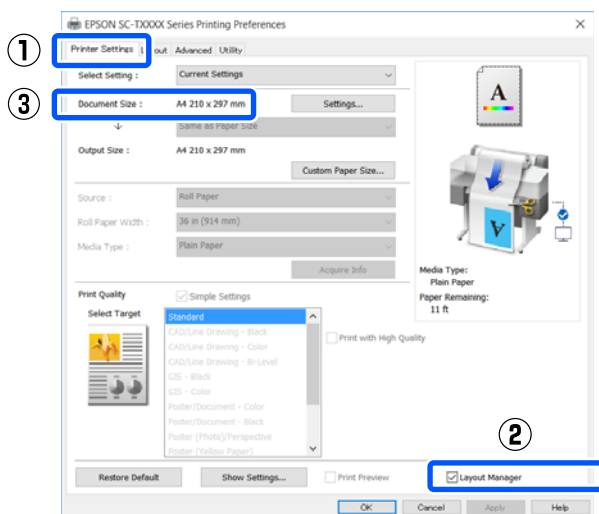 EPSON SC-TXXXX Series Printing Preferences
①
Printer Settings Layout Advanced Utility
Select Setting : Current Settings
③
Document Size : A4 210 x 297 mm Settings...
Same as Paper Size
Output Size : A4 210 x 297 mm
Custom Paper Size...
Source : Roll Paper
Roll Paper Width : 36 in (914 mm)
Media Type : Plain Paper
Acquire Info
A
A
Media Type:
Plain Paper
Paper Remaining:
11 ft
Print Quality Simple Settings
Select Target
Standard
CAD/Line Drawing - Black
CAD/Line Drawing - Color
CAD/Line Drawing - Bi-Level
GIS - Black
GIS - Color
Poster/Document - Color
Poster/Document - Black
Poster (Photo)/Perspective
Poster (Yellow Paper)
Print with High Quality
②
Restore Default Show Settings... Print Preview Layout Manager
OK Cancel Apply Help